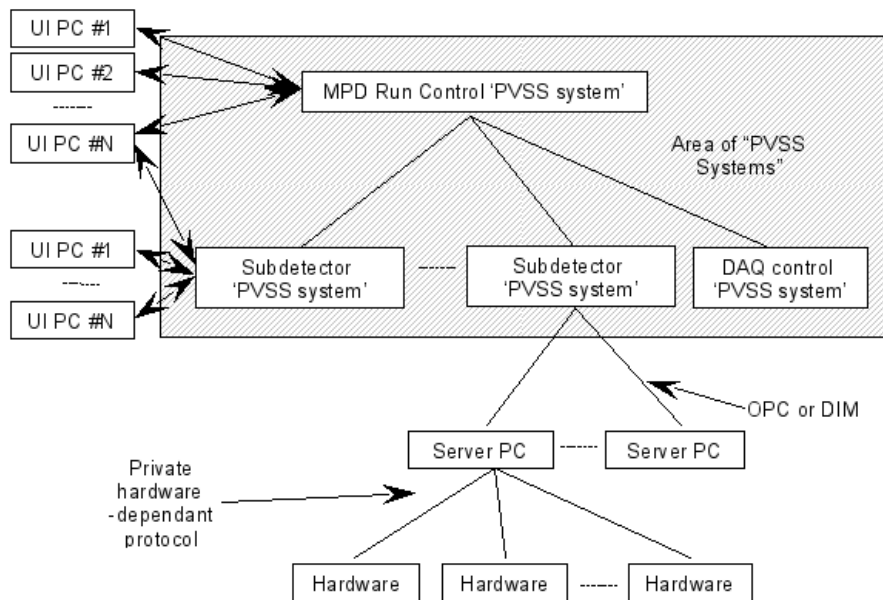 UI PC #1
UI PC #2
UI PC #N
MPD Run Control ‘PVSS system’
Area of “PVSS
Systems”
UI PC #1
UI PC #N
Subdetector
‘PVSS system’
Subdetector
‘PVSS system’
DAQ control
‘PVSS system’
OPC or DIM
Server PC
Server PC
Private
hardware
-dependant
protocol
Hardware
Hardware
Hardware